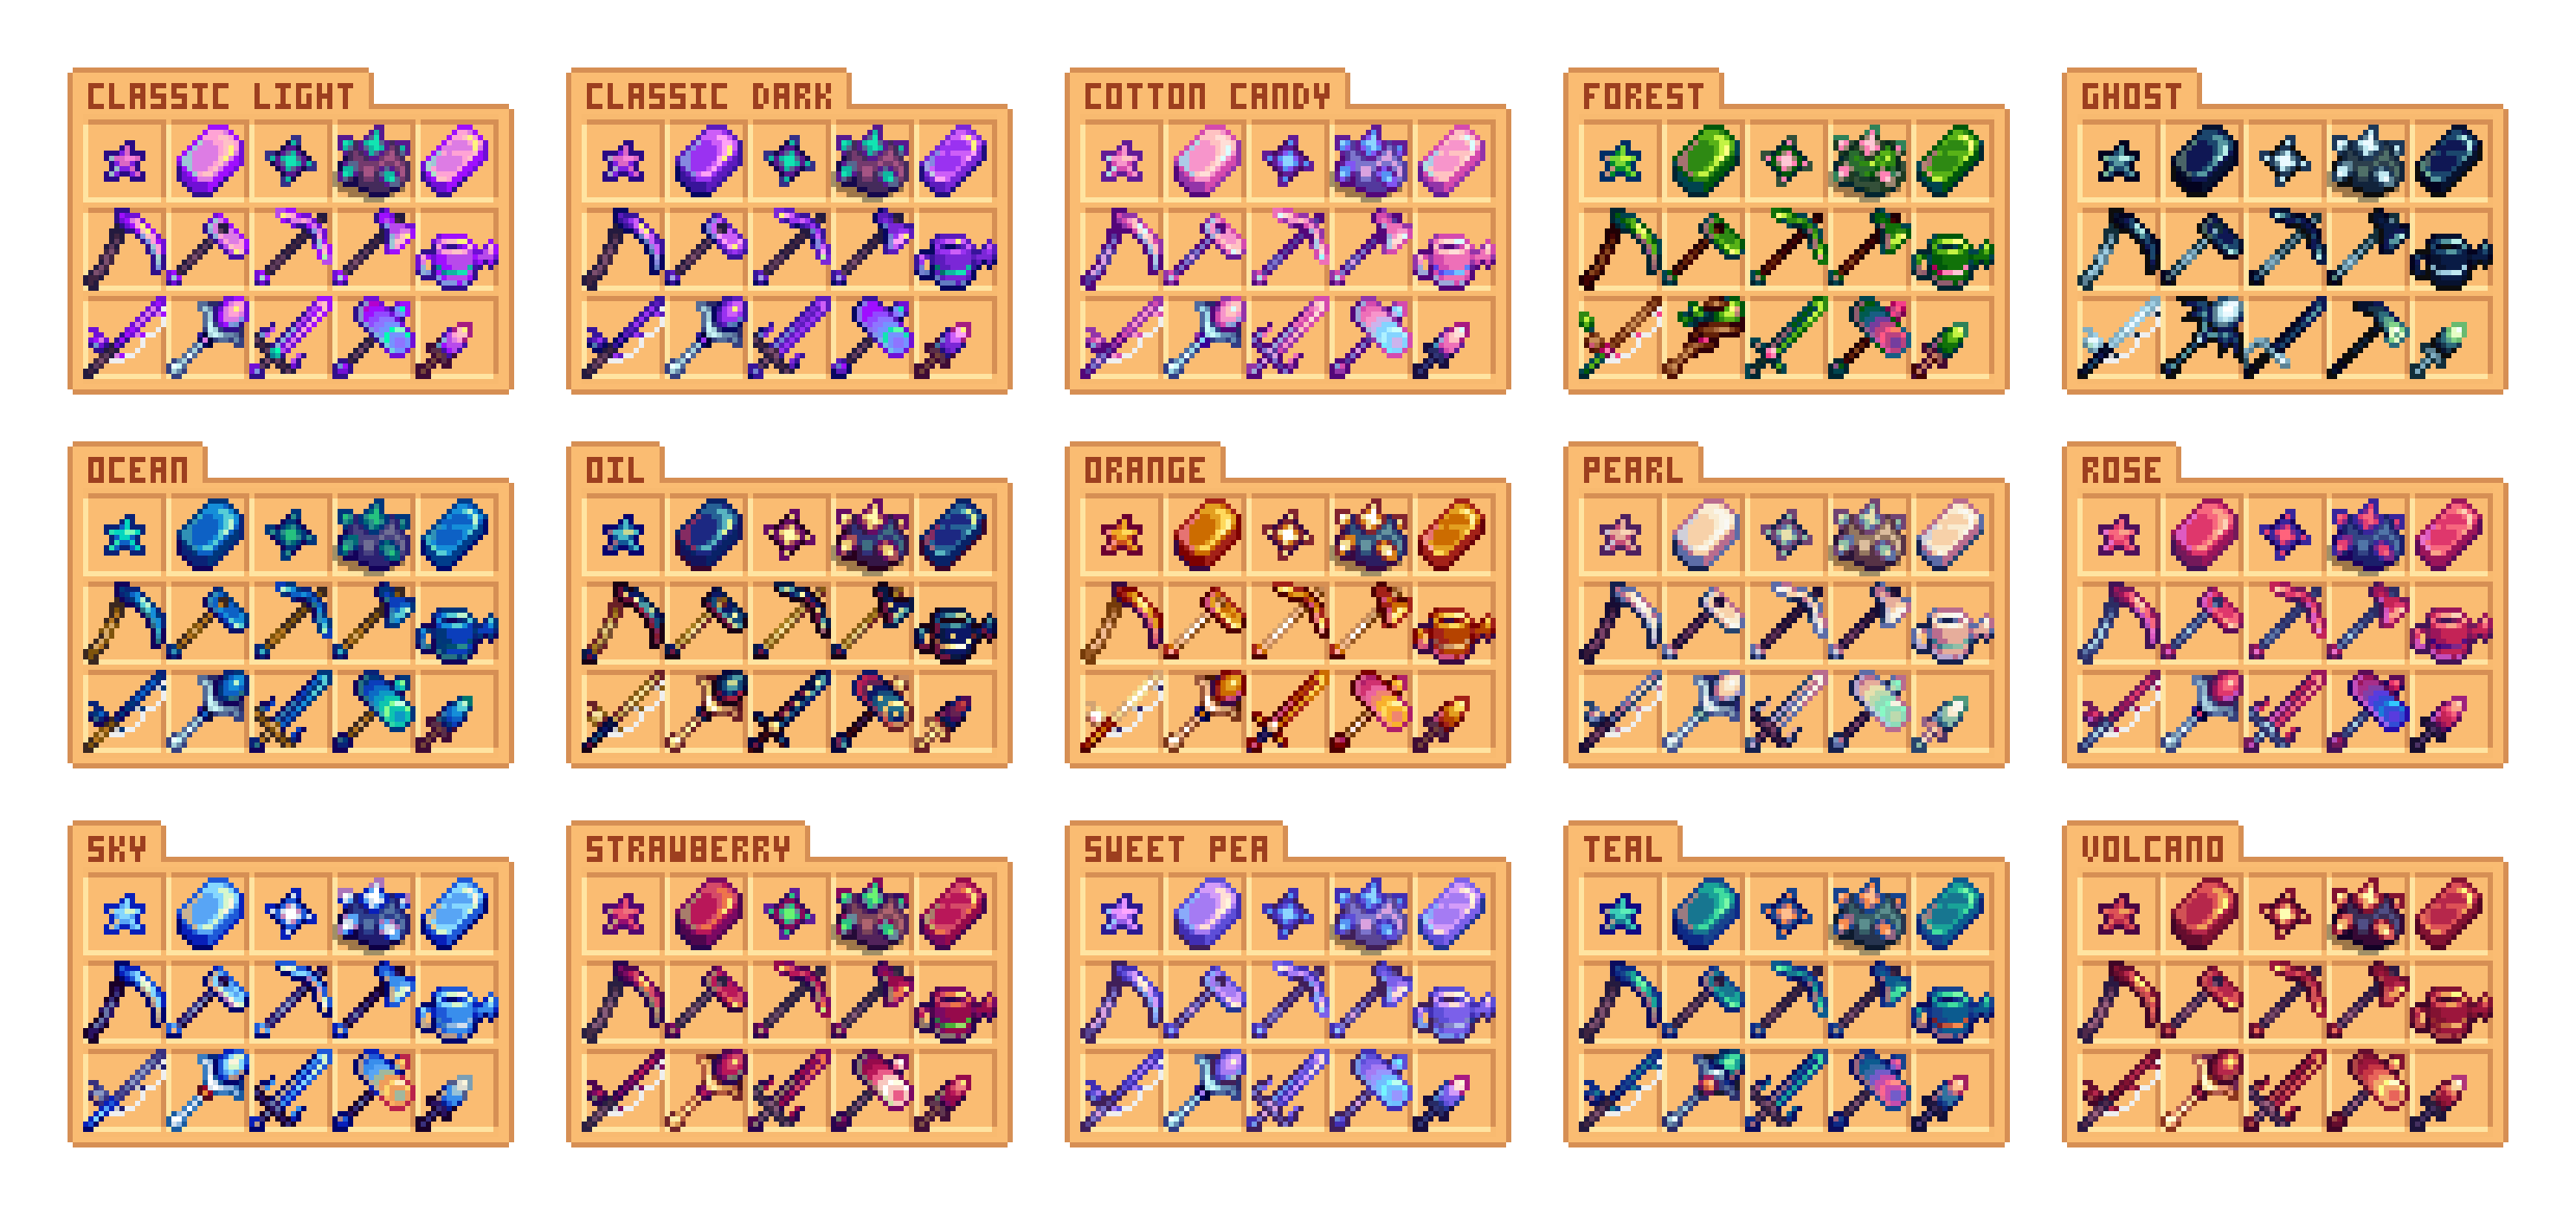 CLASSIC LIGHT
CLASSIC DARK
COTTON CANDY
FOREST
GHOST
OCEAN
OIL
ORANGE
PEARL
ROSE
SKY
STRAWBERRY
SWEET PEA
TEAL
VOLCANO